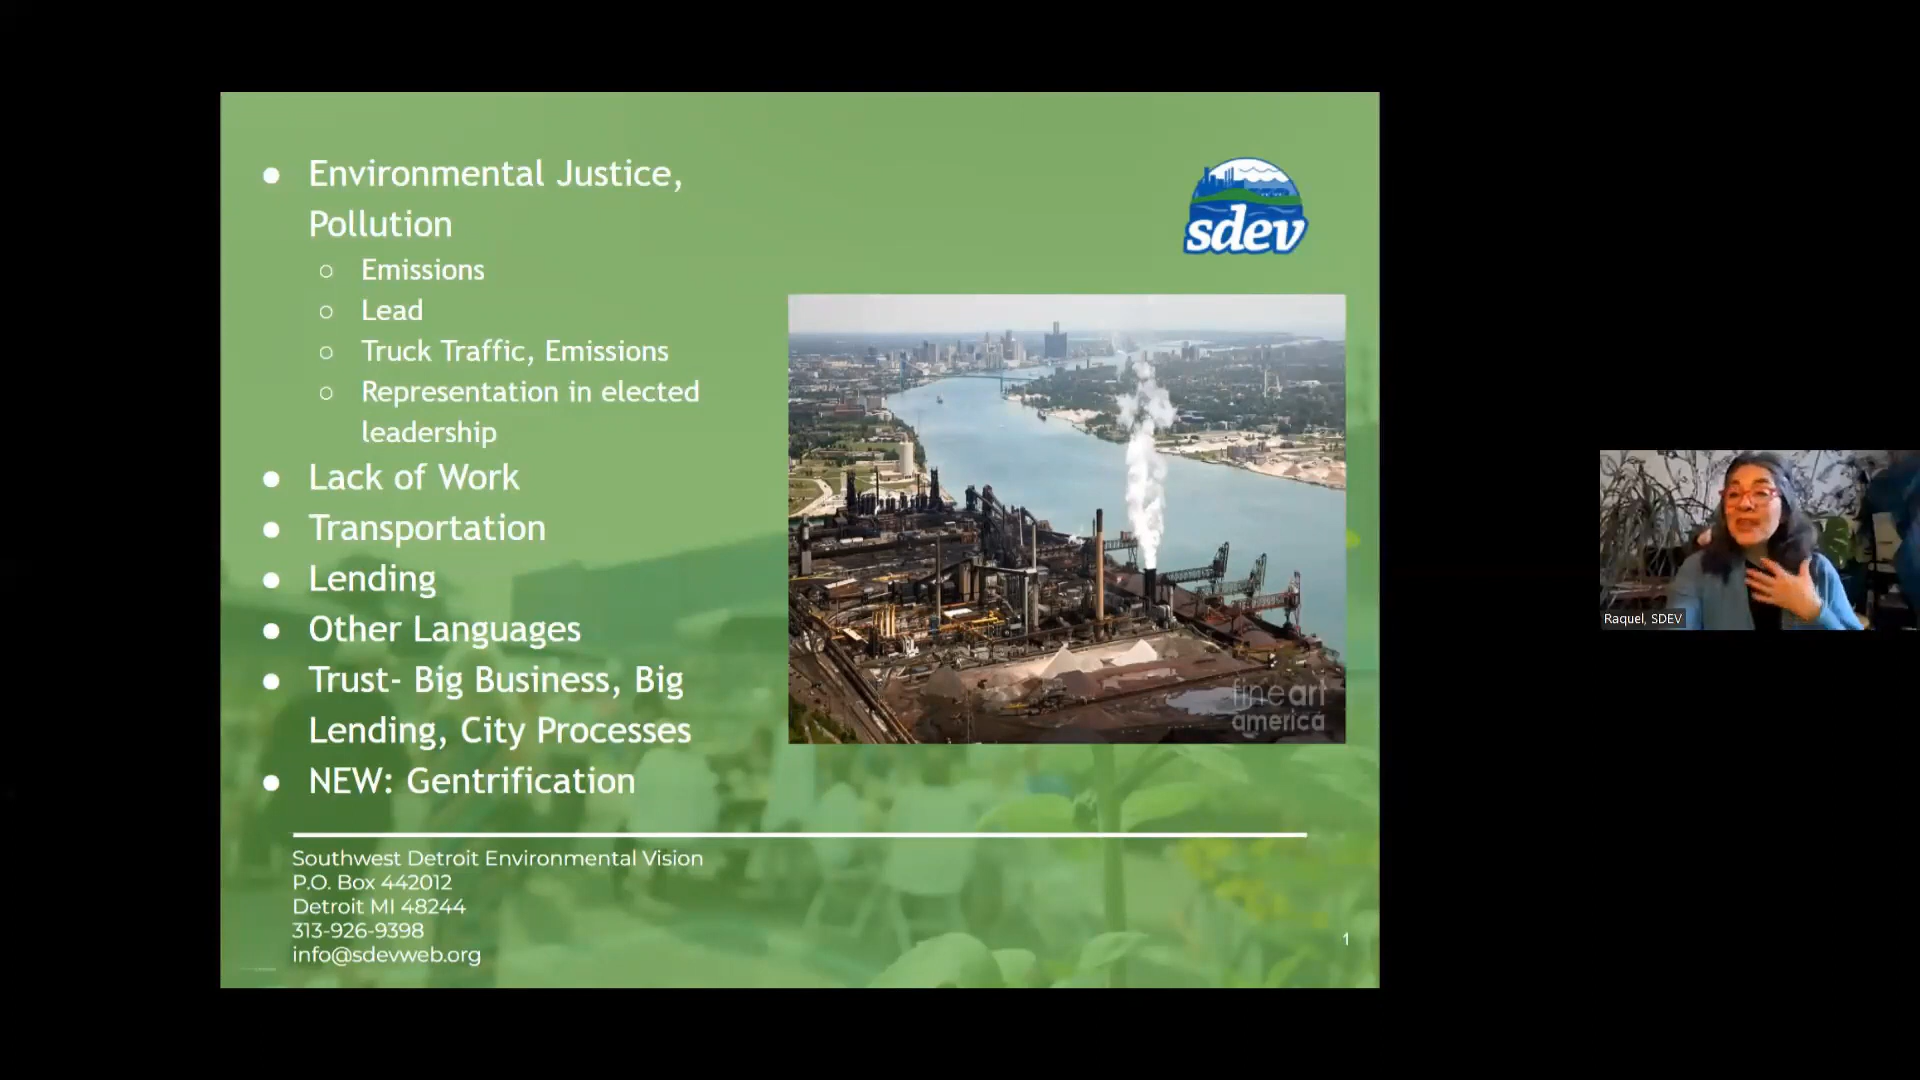 ● Environmental Justice,
Pollution
○ Emissions
○ Lead
○ Truck Traffic, Emissions
○ Representation in elected
leadership
● Lack of Work
● Transportation
● Lending
● Other Languages
● Trust- Big Business, Big
Lending, City Processes
● NEW: Gentrification
sdev
fineart
america
Southwest Detroit Environmental Vision
P.O. Box 442012
Detroit MI 48244
313-926-9398
info@sdevweb.org
1
Raquel, SDEV